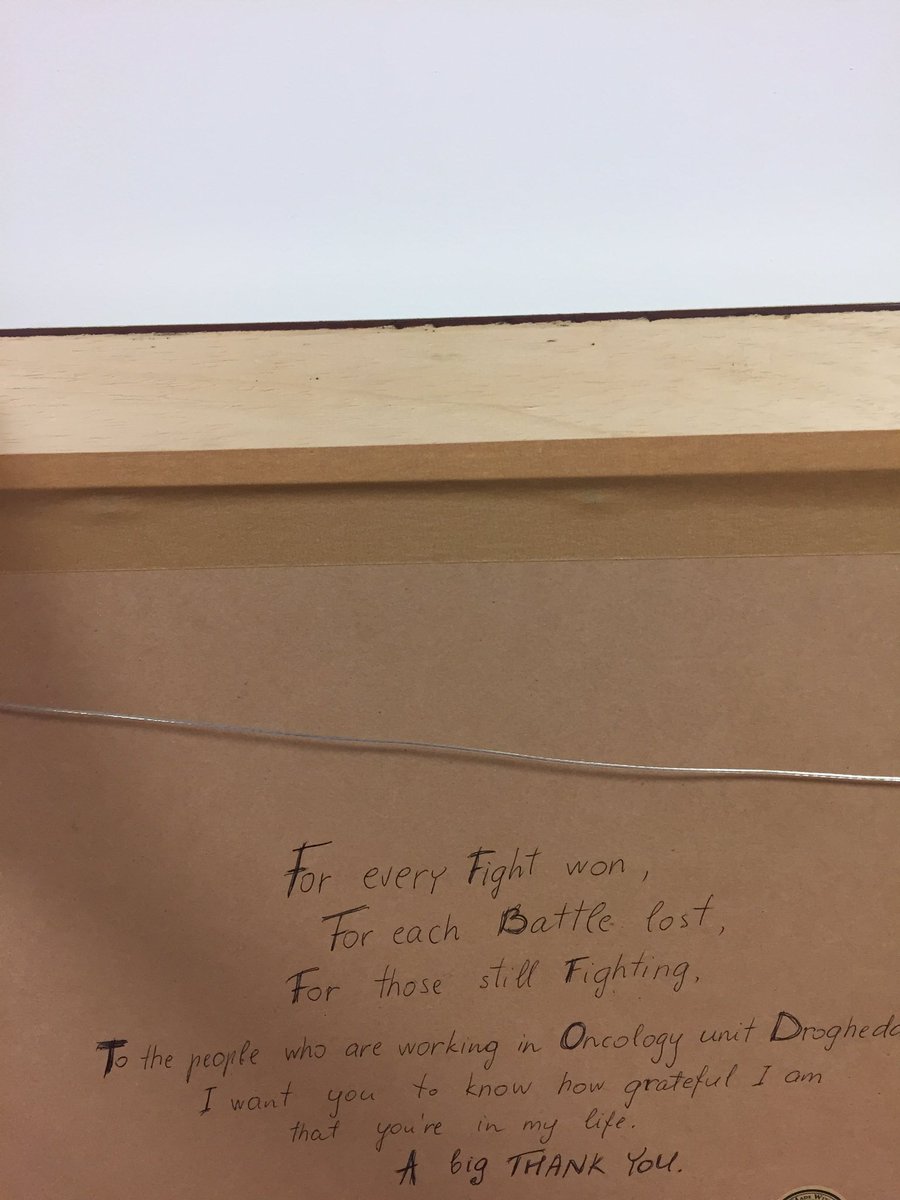 For every Fight won,
For each Battle lost,
For those still Fighting,
To the people who are working in Oncology unit Drogheda
I want you to know how grateful I am
that you're in my life.
A big THANK YOU.